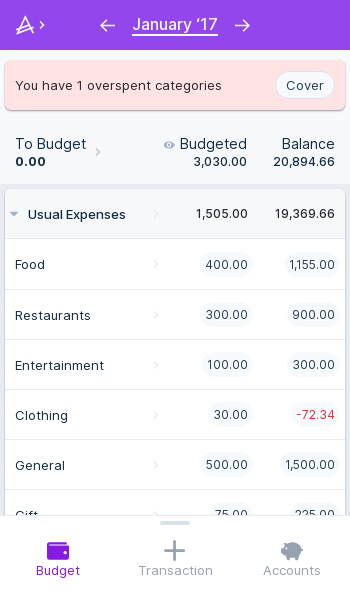 January ‘17
You have 1 overspent categories
Cover
To Budget Budgeted Balance
0.00 3,030.00 20,894.66
Usual Expenses 1,505.00 19,369.66
Food 400.00 1,155.00
Restaurants 300.00 900.00
Entertainment 100.00 300.00
Clothing 30.00 -72.34
General 500.00 1,500.00
Gift 75.00 225.00
Budget Transaction Accounts